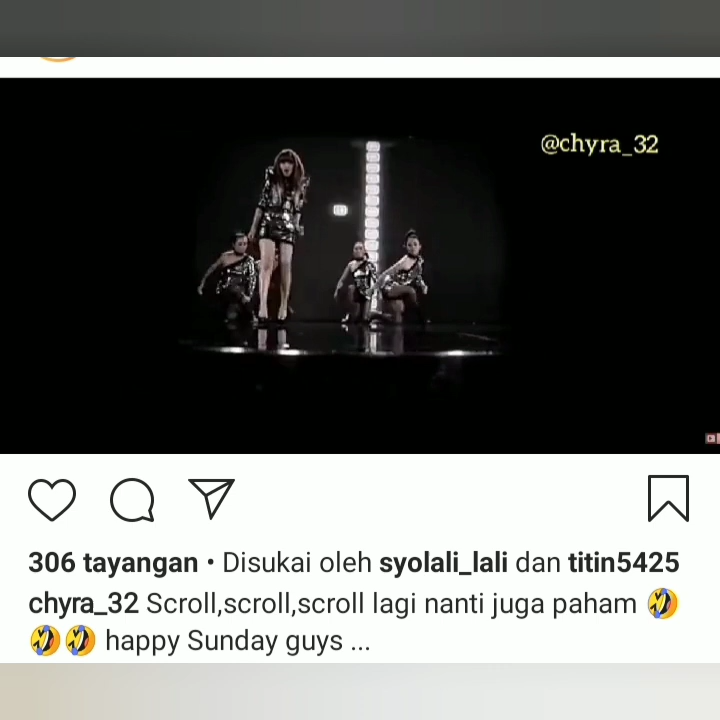 @chyra_32
306 tayangan • Disukai oleh syolali_lali dan titin5425
chyra_32 Scroll,scroll,scroll lagi nanti juga paham 🤣
🤣🤣 happy Sunday guys ...